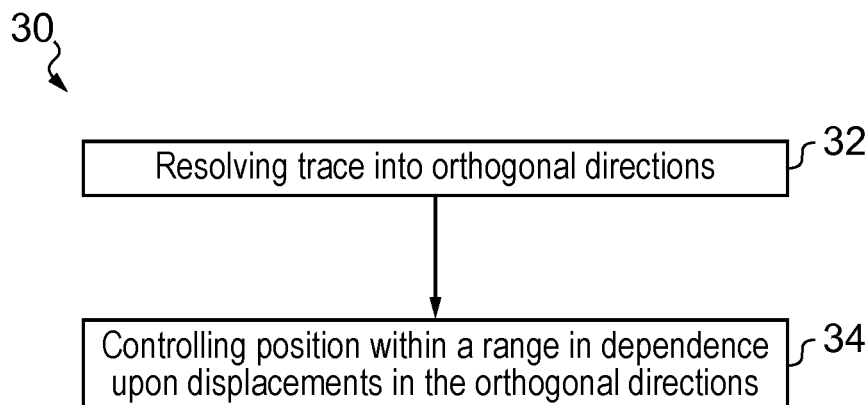 30
Resolving trace into orthogonal directions
32
Controlling position within a range in dependence
upon displacements in the orthogonal directions
34